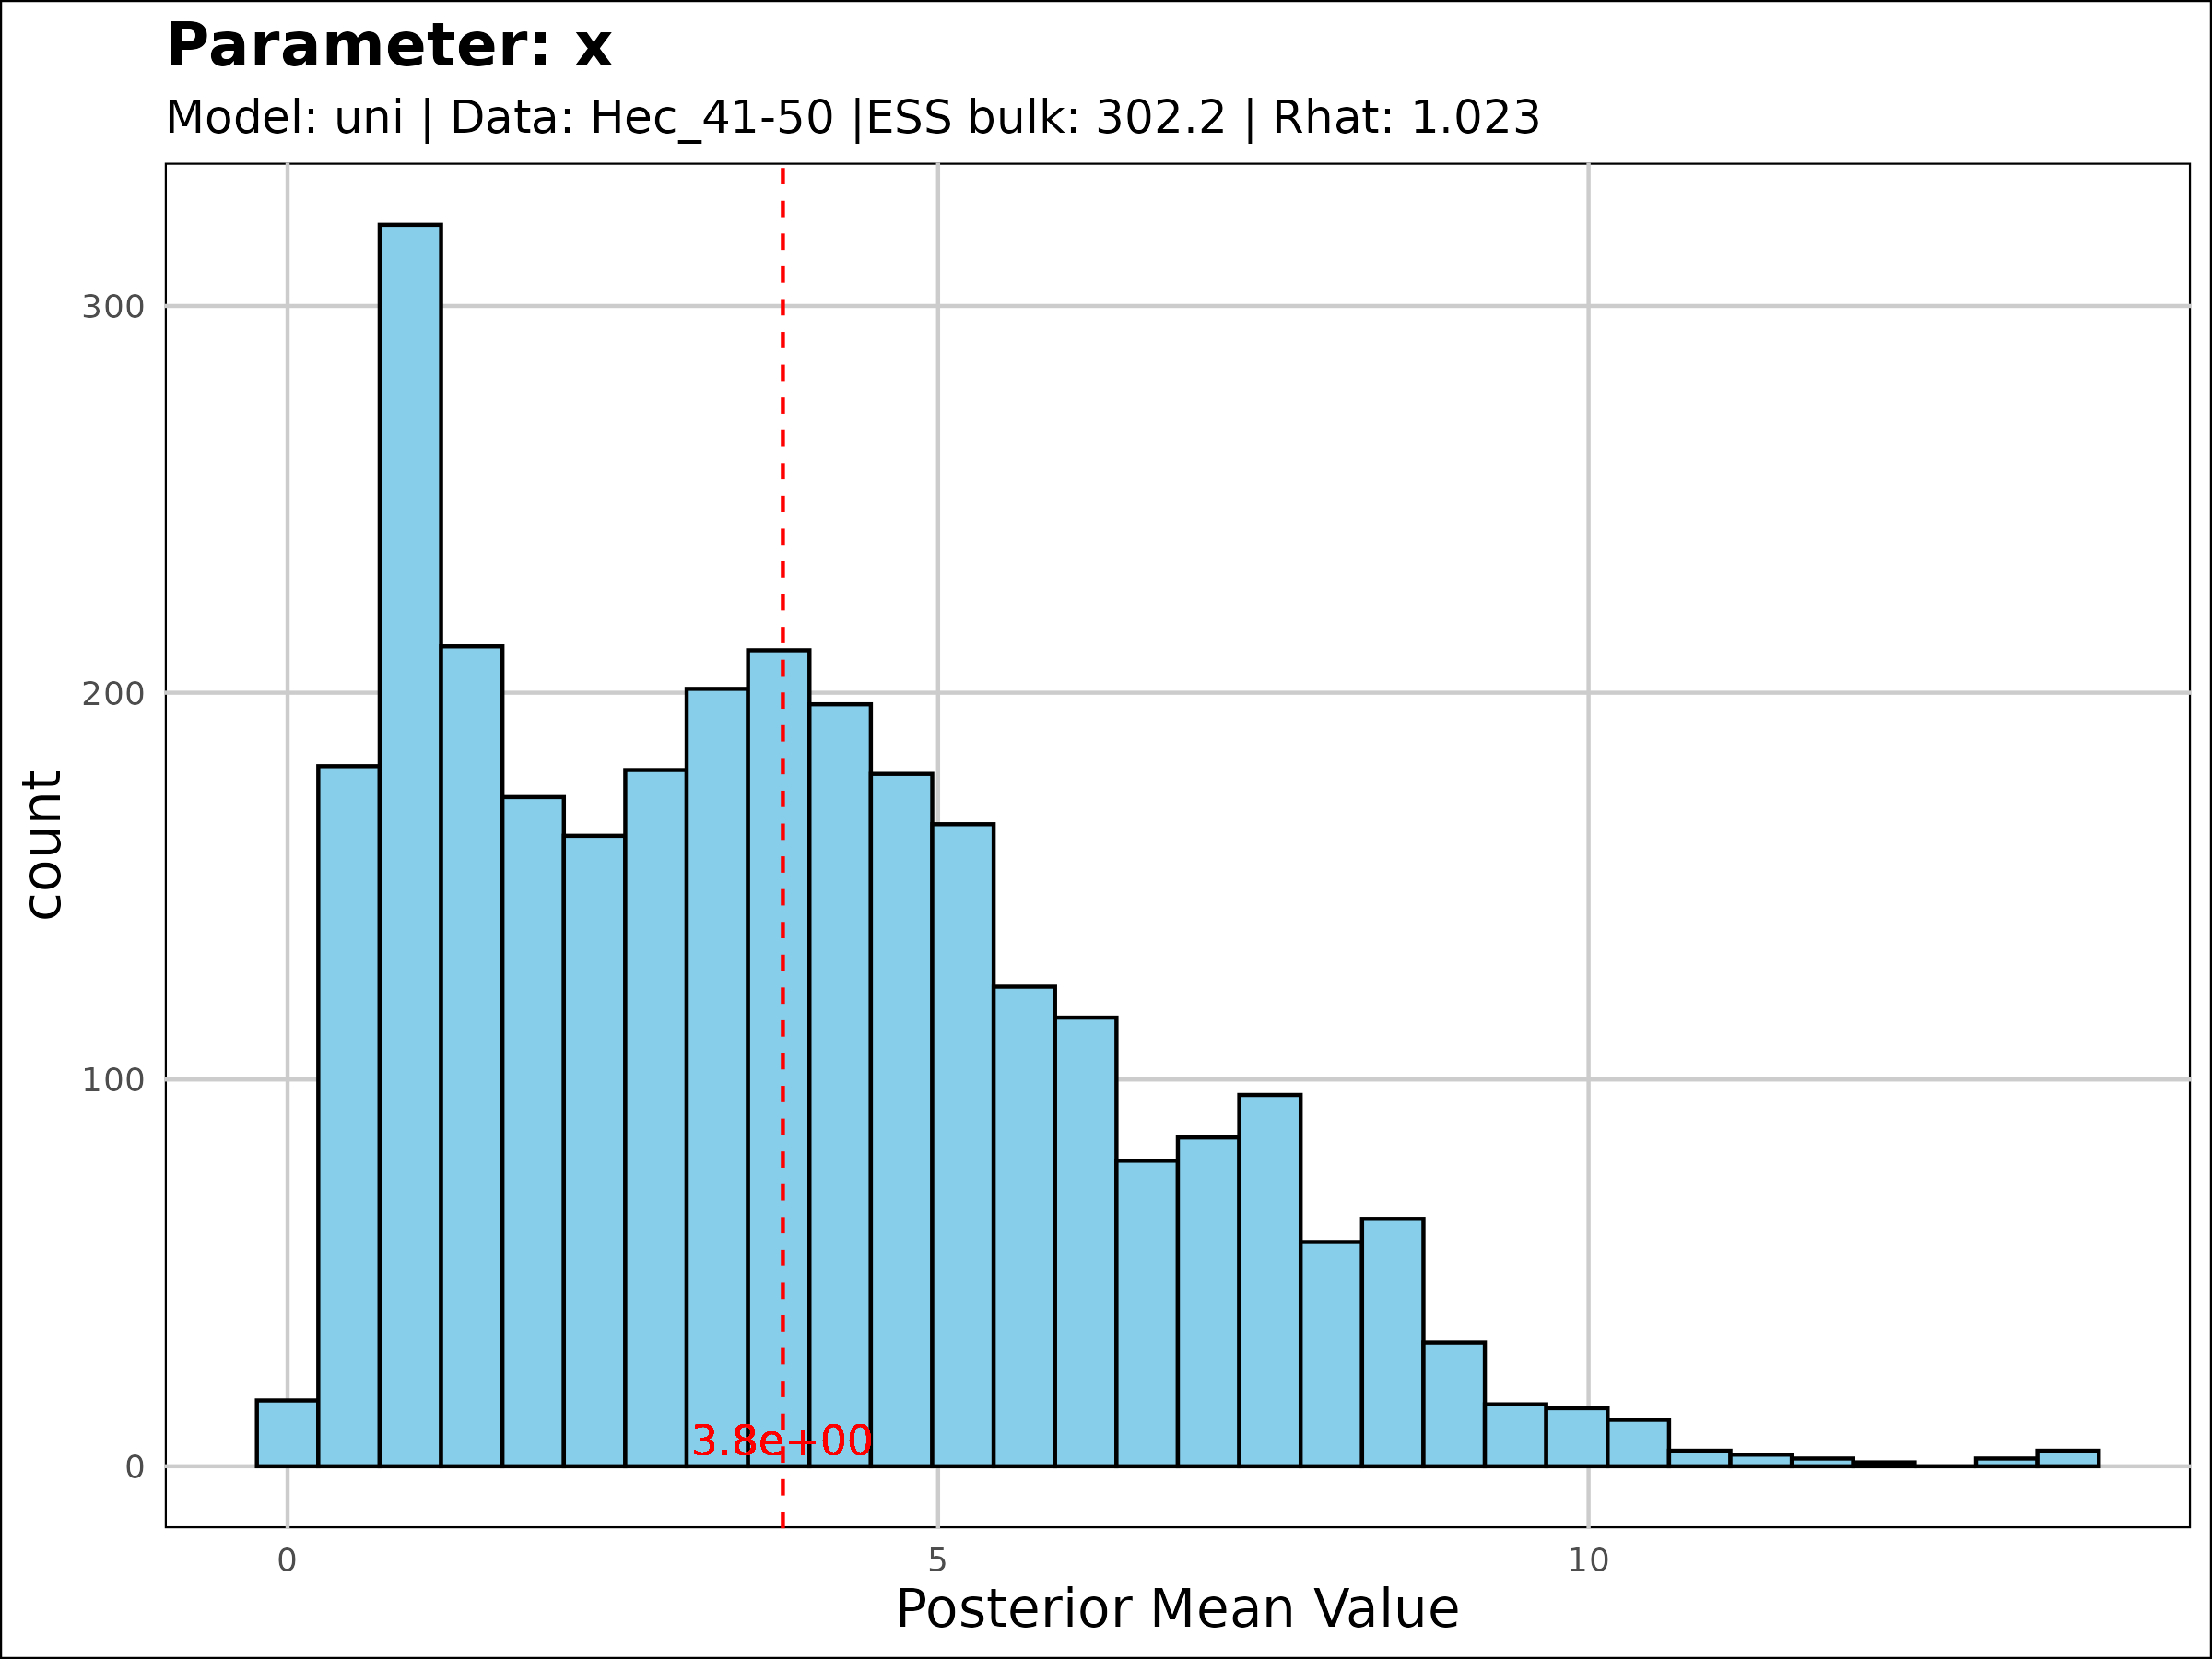 Parameter: x
Model: uni | Data: Hec_41-50 |ESS bulk: 302.2 | Rhat: 1.023
count
300
200
100
0
3.8e+00
0 5 10
Posterior Mean Value